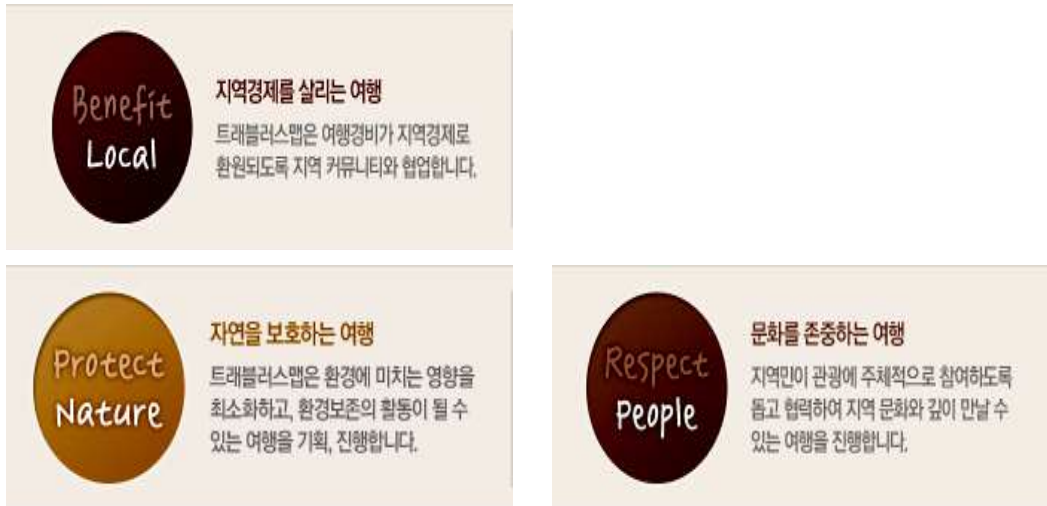 Benefit
Local
지역경제를 살리는 여행
트래블러스맵은 여행경비가 지역경제로
환원되도록 지역 커뮤니티와 협업합니다.
Protect
Nature
자연을 보호하는 여행
트래블러스맵은 환경에 미치는 영향을
최소화하고, 환경보존의 활동이 될 수
있는 여행을 기획, 진행합니다.
Respect
People
문화를 존중하는 여행
지역민이 관광에 주체적으로 참여하도록
돕고 협력하여 지역 문화와 깊이 만날 수
있는 여행을 진행합니다.